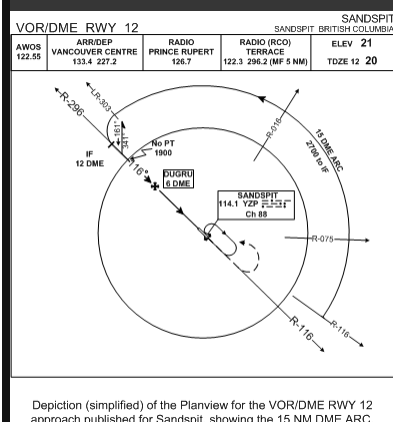 SANDSPIT
VOR/DME RWY 12
SANDSPIT BRITISH COLUMBIA
AWOS
122.55
ARR/DEP
VANCOUVER CENTRE
133.4 227.2
RADIO
PRINCE RUPERT
126.7
RADIO (RCO)
TERRACE
122.3 296.2 (MF 5 NM)
ELEV 21
TDZE 12 20
R-296
LR-303
161°
341°
No PT
1900
IF
12 DME
116°
DUGRU
6 DME
R-016
15 DME ARC
2700 to IF
SANDSPIT
114.1 YZP
Ch 88
R-075
R-116
R-116
Depiction (simplified) of the Planview for the VOR/DME RWY 12
approach published for Sandspit, showing the 15 NM DME ARC